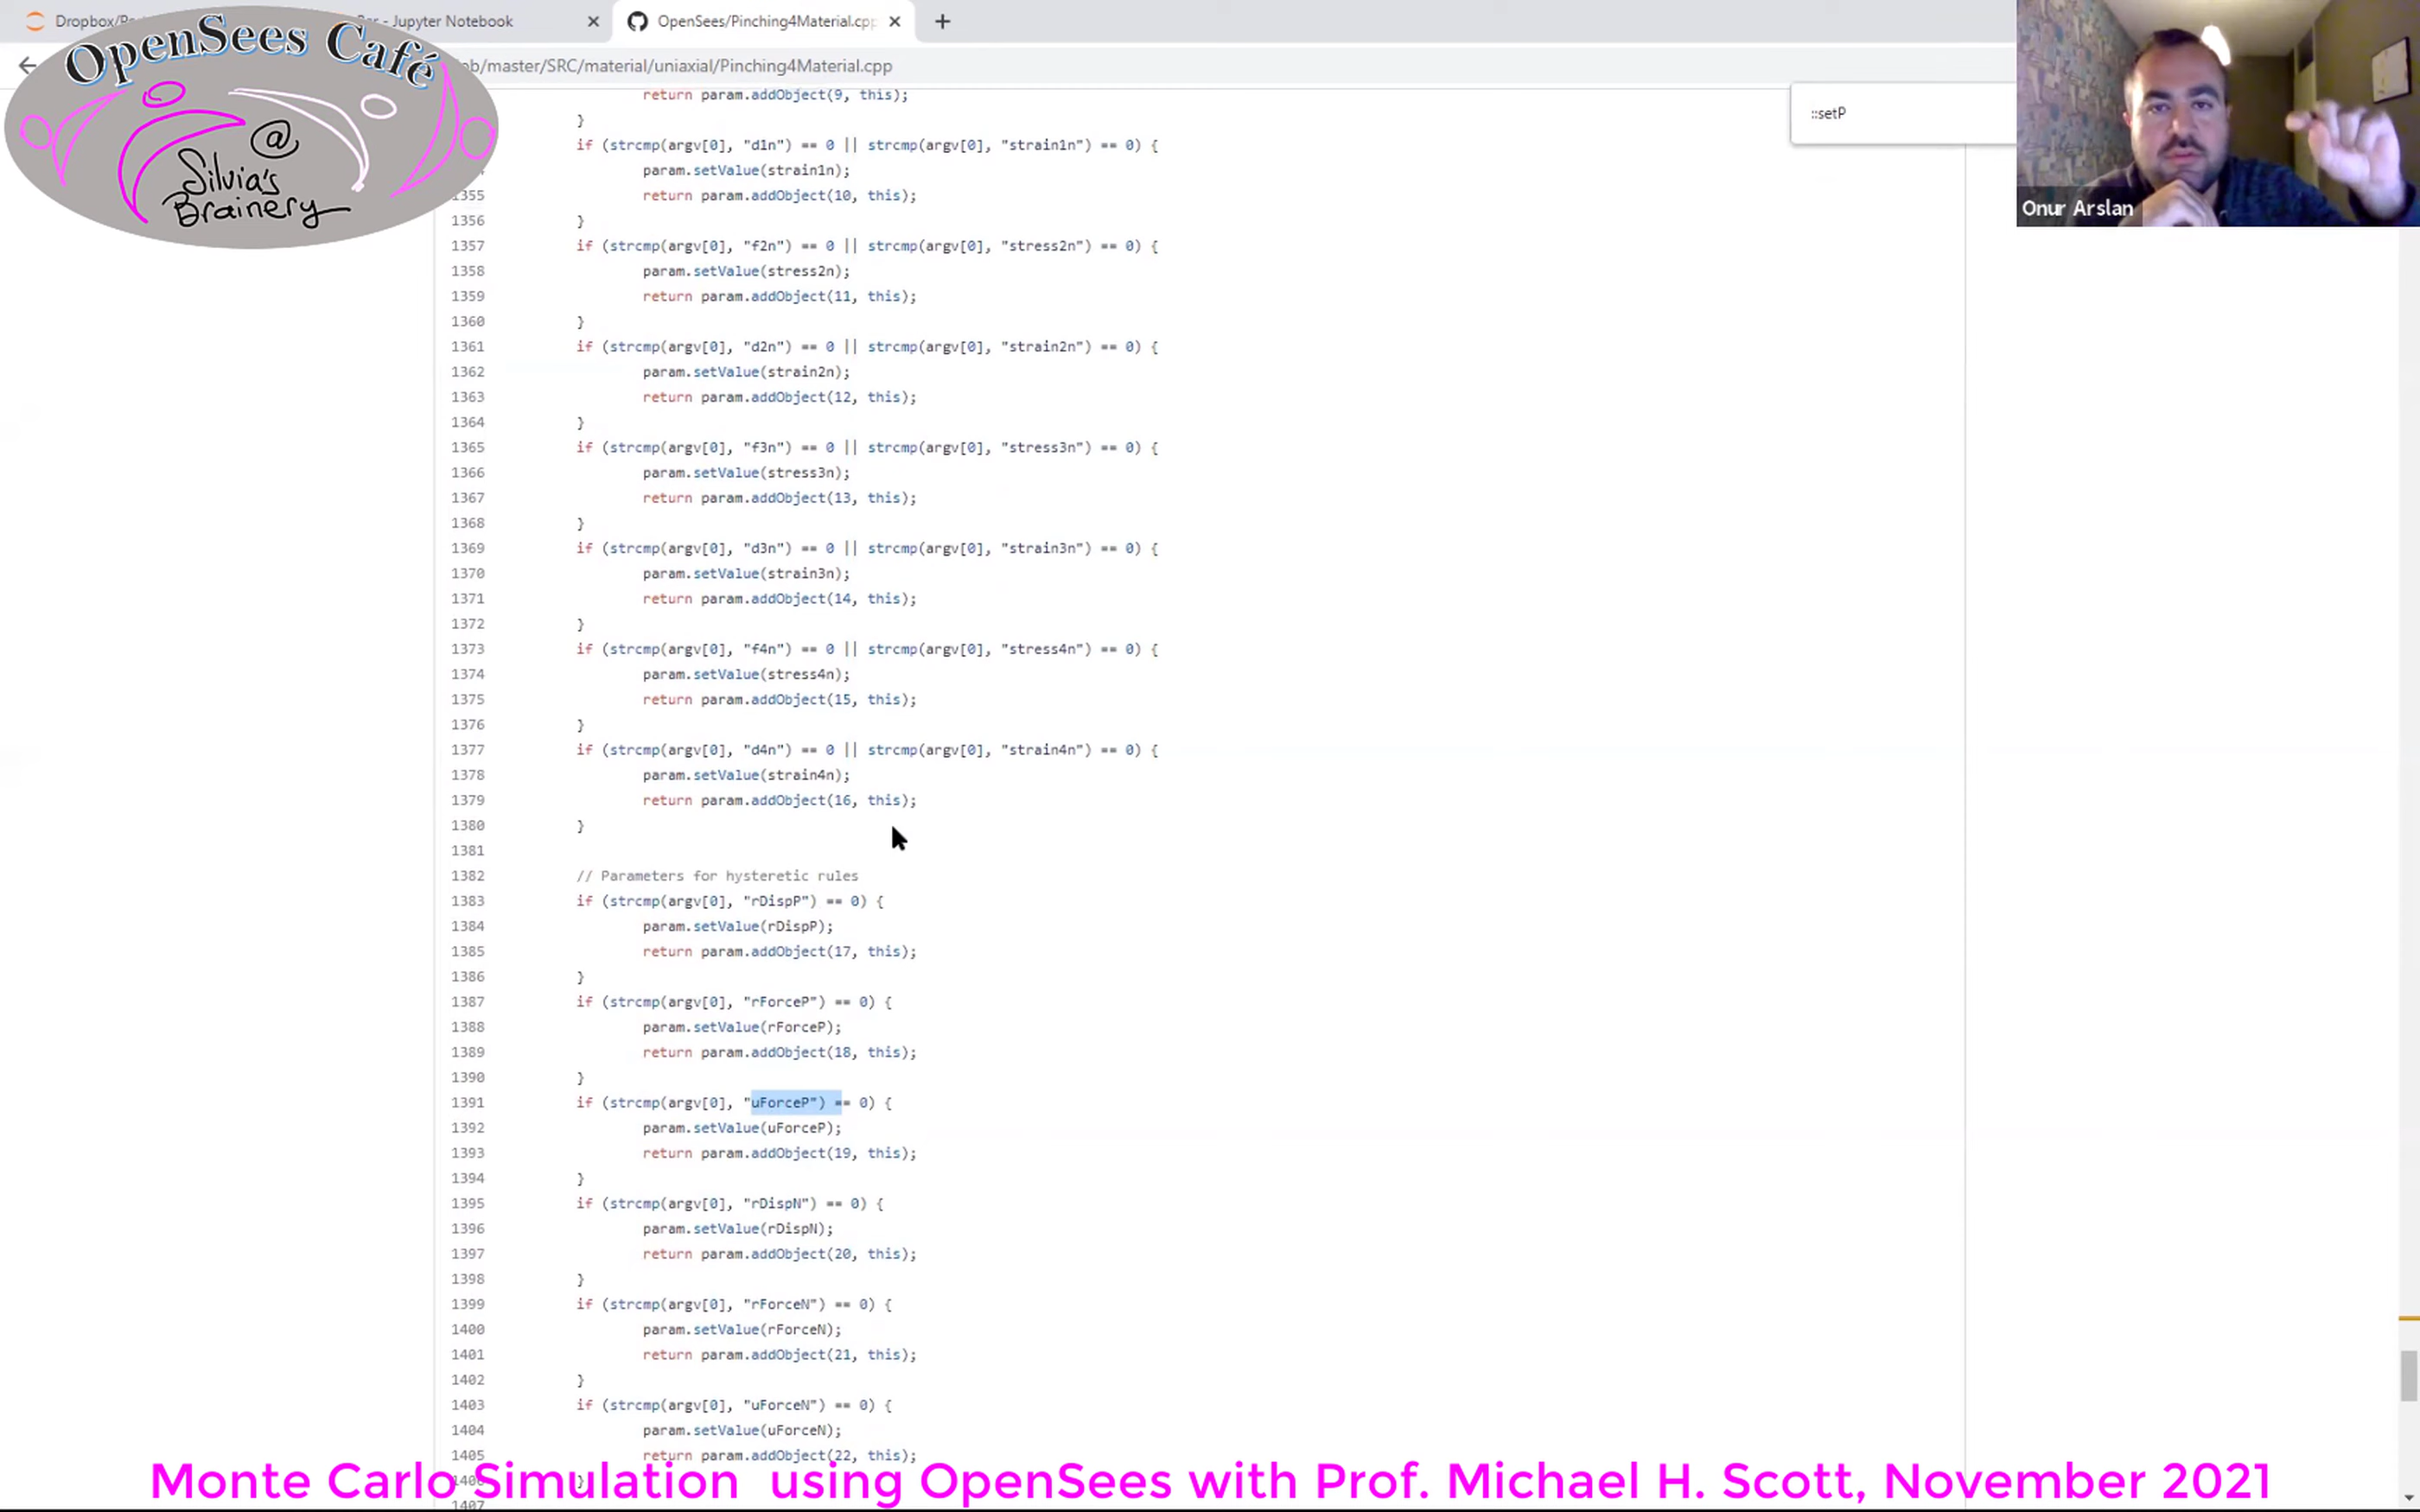 Dropbox/
- Jupyter Notebook
OpenSees/Pinching4Material.cpp
OpenSees Café
@
Silvia's
Brainery
ob/master/SRC/material/uniaxial/Pinching4Material.cpp
::setP
Onur Arslan
return param.addObject(9, this);
}
if (strcmp(argv[0], "d1n") == 0 || strcmp(argv[0], "strain1n") == 0) {
param.setValue(strain1n);
1355 return param.addObject(10, this);
1356 }
1357 if (strcmp(argv[0], "f2n") == 0 || strcmp(argv[0], "stress2n") == 0) {
1358 param.setValue(stress2n);
1359 return param.addObject(11, this);
1360 }
1361 if (strcmp(argv[0], "d2n") == 0 || strcmp(argv[0], "strain2n") == 0) {
1362 param.setValue(strain2n);
1363 return param.addObject(12, this);
1364 }
1365 if (strcmp(argv[0], "f3n") == 0 || strcmp(argv[0], "stress3n") == 0) {
1366 param.setValue(stress3n);
1367 return param.addObject(13, this);
1368 }
1369 if (strcmp(argv[0], "d3n") == 0 || strcmp(argv[0], "strain3n") == 0) {
1370 param.setValue(strain3n);
1371 return param.addObject(14, this);
1372 }
1373 if (strcmp(argv[0], "f4n") == 0 || strcmp(argv[0], "stress4n") == 0) {
1374 param.setValue(stress4n);
1375 return param.addObject(15, this);
1376 }
1377 if (strcmp(argv[0], "d4n") == 0 || strcmp(argv[0], "strain4n") == 0) {
1378 param.setValue(strain4n);
1379 return param.addObject(16, this);
1380 }
1381
1382 // Parameters for hysteretic rules
1383 if (strcmp(argv[0], "rDispP") == 0) {
1384 param.setValue(rDispP);
1385 return param.addObject(17, this);
1386 }
1387 if (strcmp(argv[0], "rForceP") == 0) {
1388 param.setValue(rForceP);
1389 return param.addObject(18, this);
1390 }
1391 if (strcmp(argv[0], "uForceP") == 0) {
1392 param.setValue(uForceP);
1393 return param.addObject(19, this);
1394 }
1395 if (strcmp(argv[0], "rDispN") == 0) {
1396 param.setValue(rDispN);
1397 return param.addObject(20, this);
1398 }
1399 if (strcmp(argv[0], "rForceN") == 0) {
1400 param.setValue(rForceN);
1401 return param.addObject(21, this);
1402 }
1403 if (strcmp(argv[0], "uForceN") == 0) {
1404 param.setValue(uForceN);
1405 return param.addObject(22, this);
Monte Carlo Simulation using OpenSees with Prof. Michael H. Scott, November 2021
1407